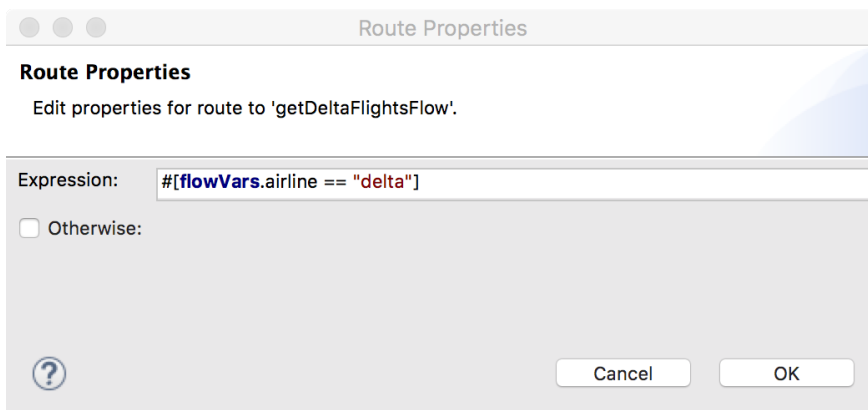 Route Properties
Route Properties
Edit properties for route to 'getDeltaFlightsFlow'.
Expression: #[flowVars.airline == "delta"]
Otherwise:
?
Cancel OK